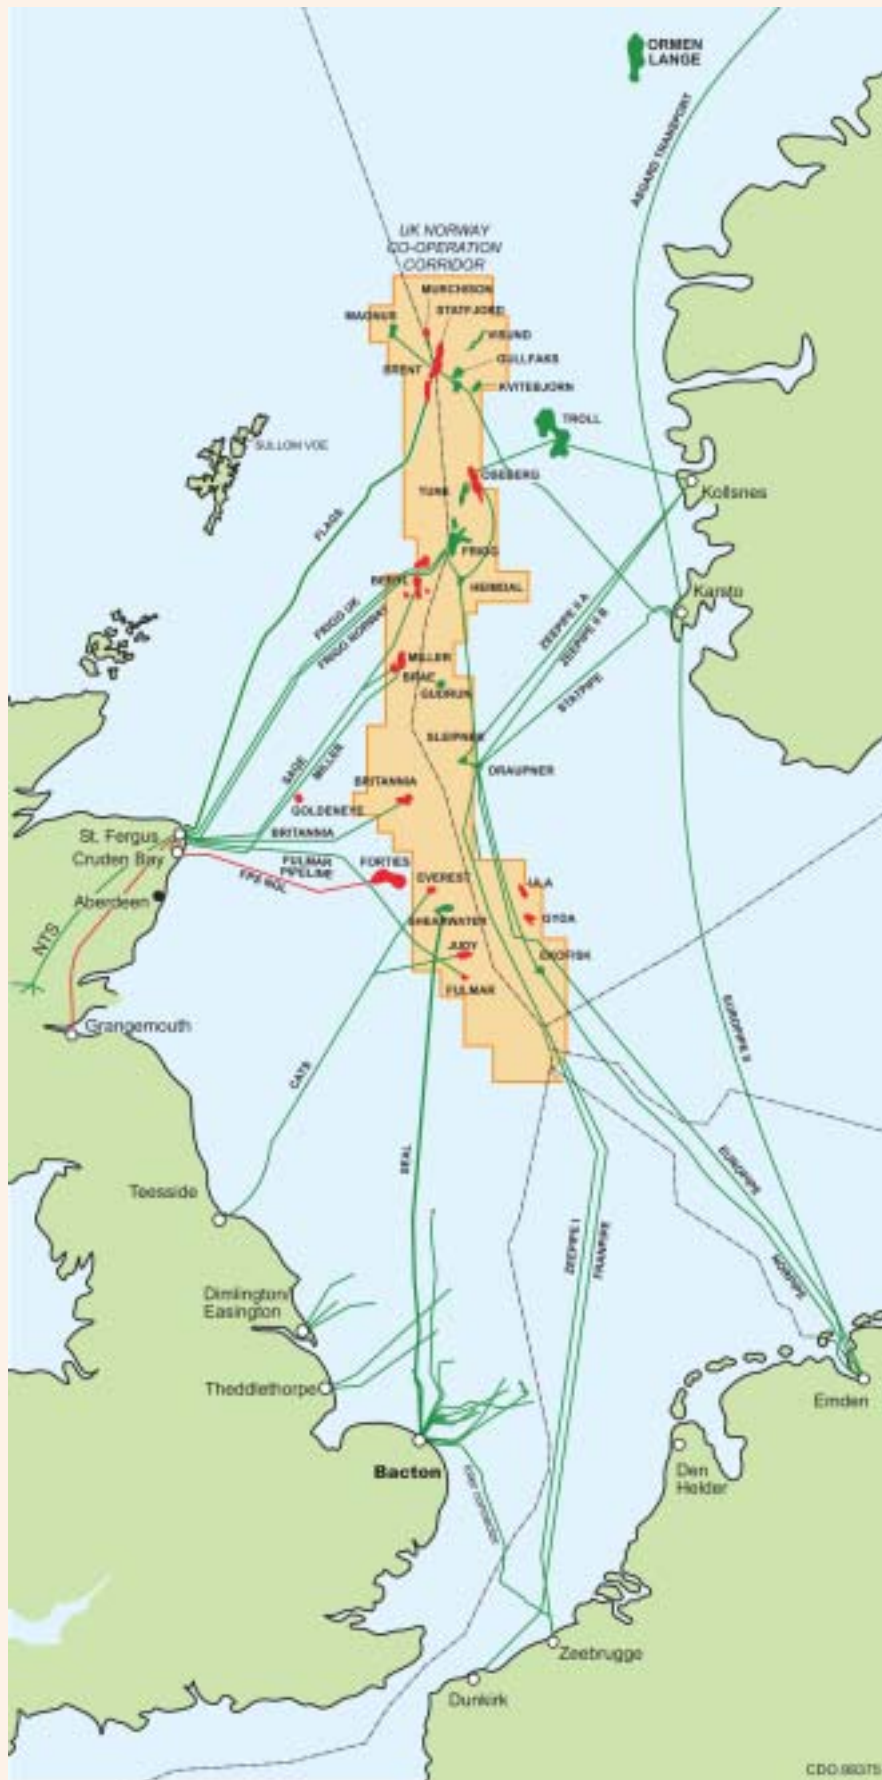 ORMEN
LANGE
ASGARD TRANSPORT
UK NORWAY
CO-OPERATION
CORRIDOR
MURCHISON
STATFJORD
MAGNUS
VISUND
GULLFAKS
BRENT
KVITEBJORN
TROLL
SULLOM VOE
OSEBERG
TUNE
Kollsnes
FLAGS
FRIGG
BERYL
HEIMDAL
Karsto
FRIGG UK
FRIGG NORWAY
ZEEPIPE II A
ZEEPIPE II B
MILLER
BRAE
GUDRUN
STATPIPE
SLEIPNER
DRAUPNER
SAGE
MILLER
BRITANNIA
GOLDENEYE
BRITANNIA
St. Fergus
Cruden Bay
FULMAR
PIPELINE
FORTIES
EVEREST
ULA
Aberdeen
SHEARWATER
GYDA
NTS
JUDY
EKOFISK
FULMAR
Grangemouth
EUROPIPE II
CATS
SEAL
EUROPIPE
Teesside
ZEEPIPE I
FRANPIPE
NORPIPE
Dimlington/
Easington
Theddlethorpe
Emden
Bacton
Den
Helder
Zeebrugge
Dunkirk
CDO.98375